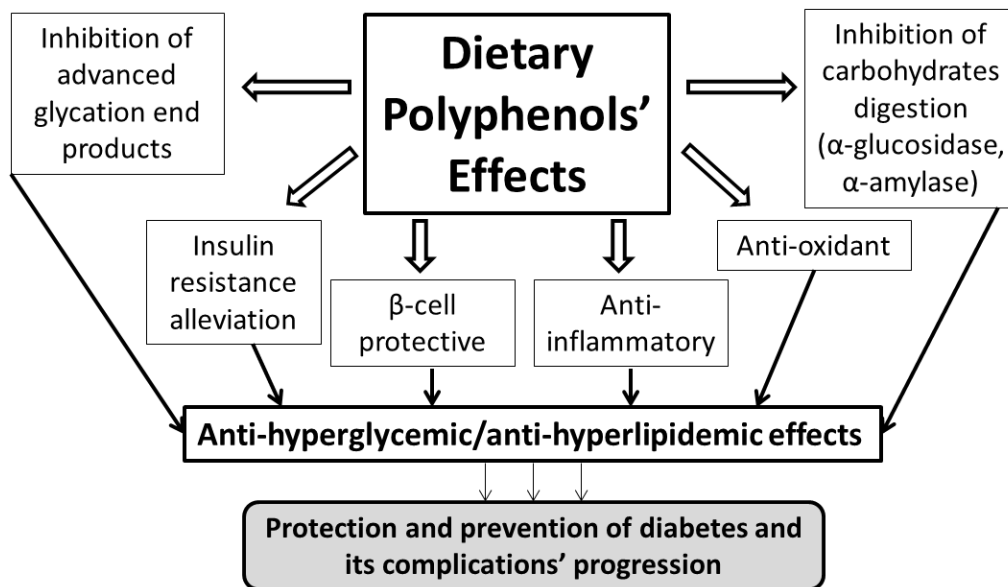 Dietary
Polyphenols'
Effects
Inhibition of
advanced
glycation end
products
Inhibition of
carbohydrates
digestion
(α-glucosidase,
α-amylase)
Insulin
resistance
alleviation
β-cell
protective
Anti-
inflammatory
Anti-oxidant
Anti-hyperglycemic/anti-hyperlipidemic effects
Protection and prevention of diabetes and
its complications' progression